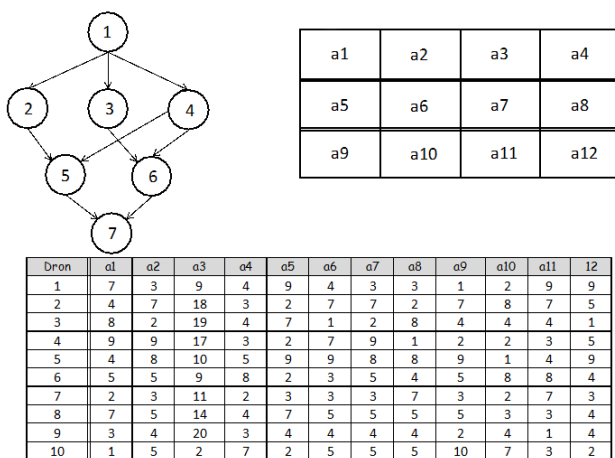 1
2 3 4
5 6
7
a1 a2 a3 a4
a5 a6 a7 a8
a9 a10 a11 a12
Dron a1 a2 a3 a4 a5 a6 a7 a8 a9 a10 a11 12
1 7 3 9 4 9 4 3 3 1 2 9 9
2 4 7 18 3 2 7 7 2 7 8 7 5
3 8 2 19 4 7 1 2 8 4 4 4 1
4 9 9 17 3 2 7 9 1 2 2 3 5
5 4 8 10 5 9 9 8 8 9 1 4 9
6 5 5 9 8 2 3 5 4 5 8 8 4
7 2 3 11 2 3 3 3 7 3 2 7 3
8 7 5 14 4 7 5 5 5 5 3 3 4
9 3 4 20 3 4 4 4 4 2 4 1 4
10 1 5 2 7 2 5 5 5 10 7 3 2